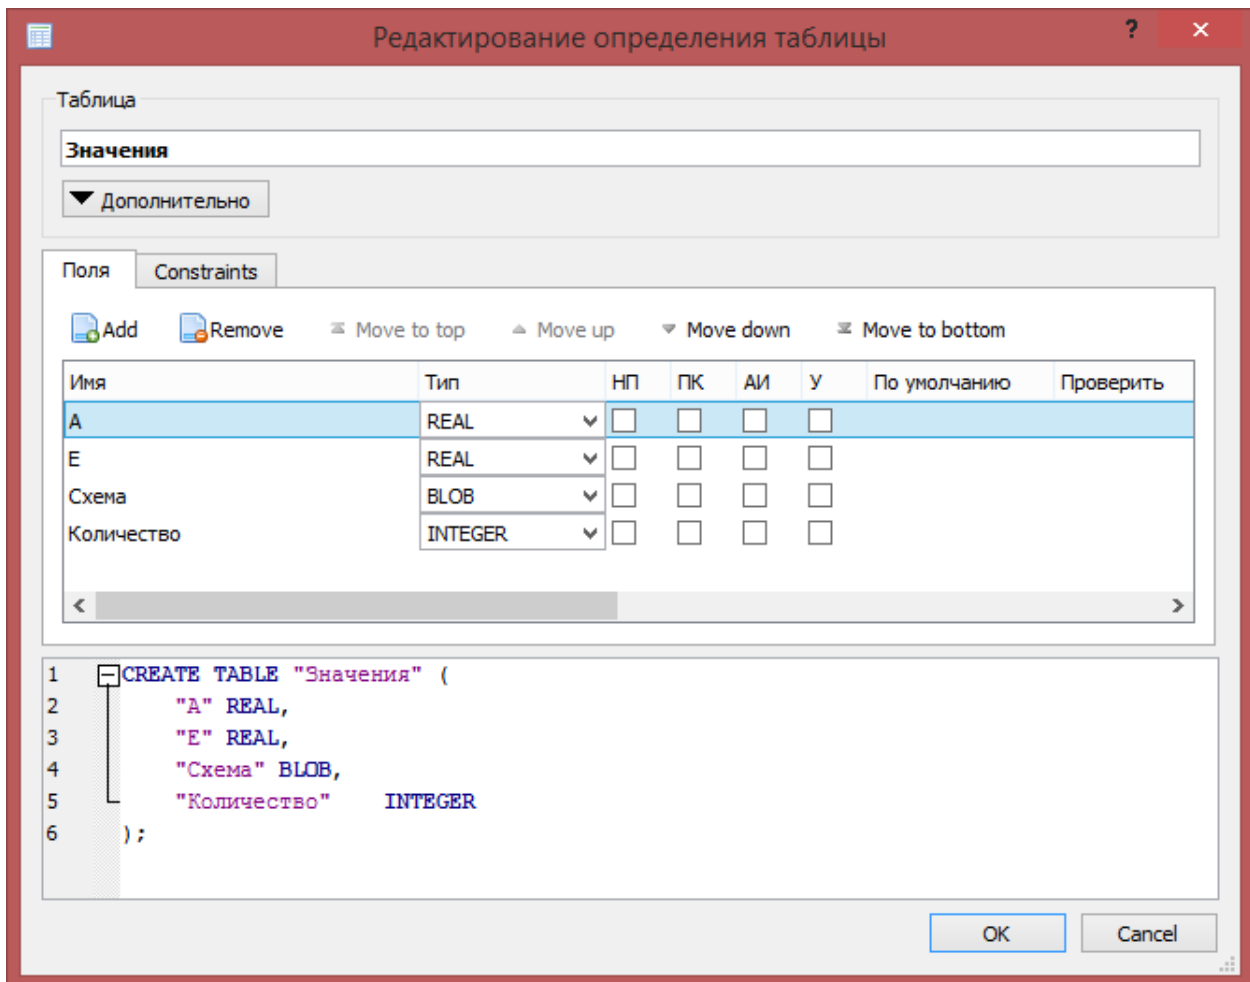 Редактирование определения таблицы ?
Таблица
Значения
Дополнительно
Поля Constraints
Add Remove Move to top Move up Move down Move to bottom
Имя Тип НП ПК АИ У По умолчанию Проверить
A REAL
E REAL
Схема BLOB
Количество INTEGER
1 CREATE TABLE "Значения" (
2 "A" REAL,
3 "E" REAL,
4 "Схема" BLOB,
5 "Количество" INTEGER
6 );
OK Cancel